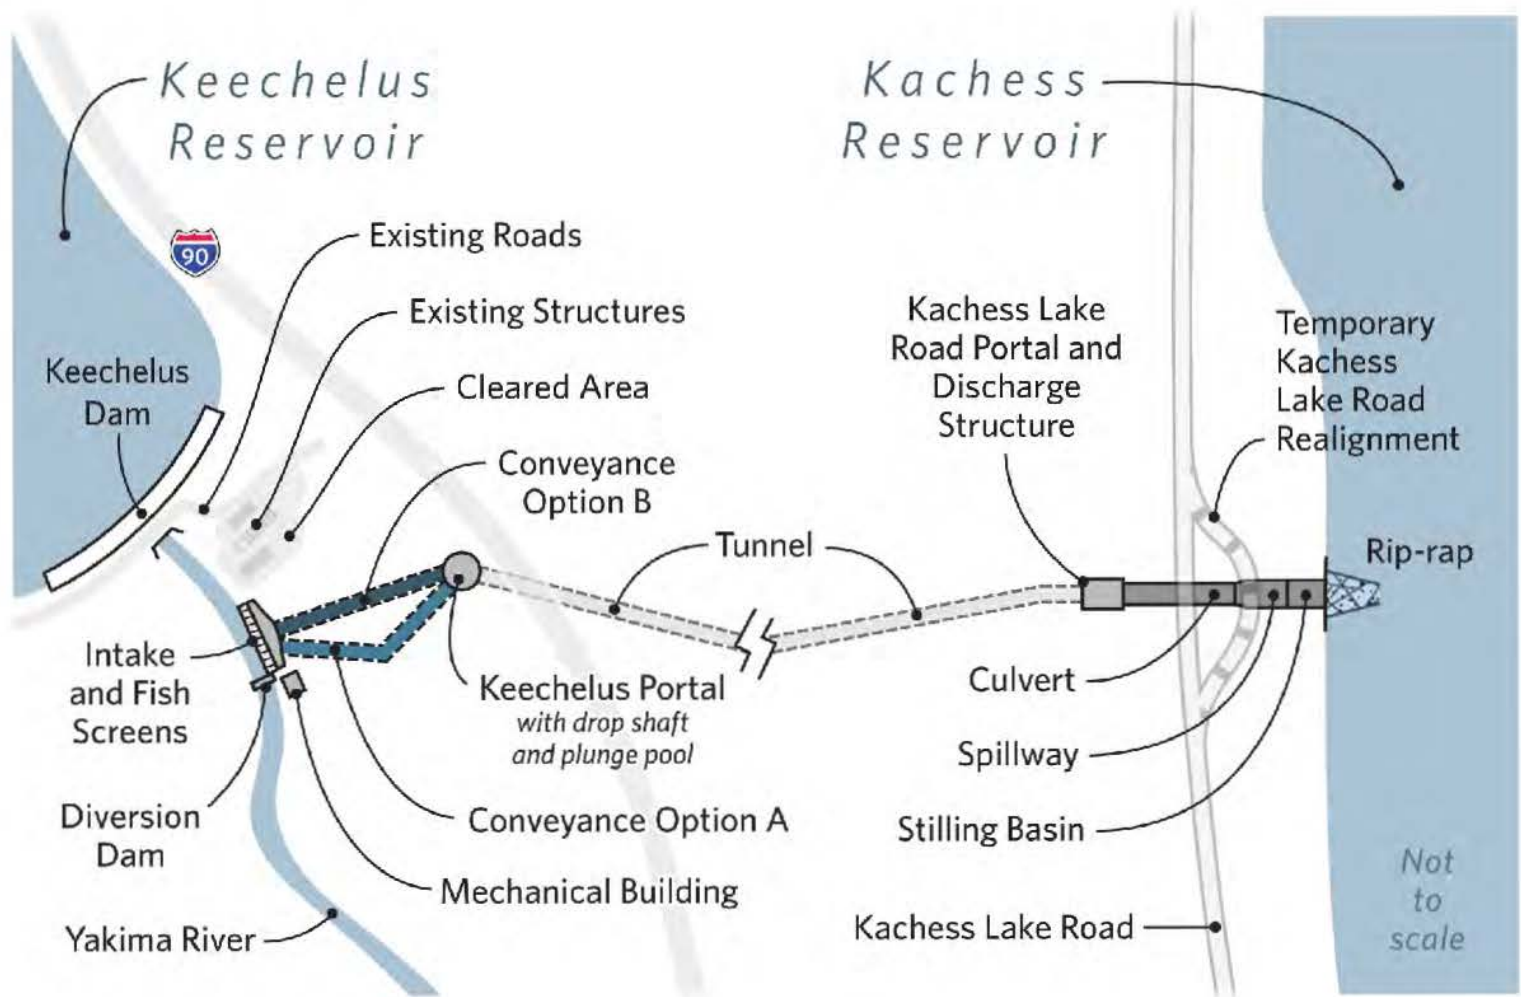 Keechelus
Reservoir
Kachess
Reservoir
90
Existing Roads
Existing Structures
Cleared Area
Keechelus
Dam
Conveyance
Option B
Kachess Lake
Road Portal and
Discharge
Structure
Temporary
Kachess
Lake Road
Realignment
Tunnel
Rip-rap
Intake
and Fish
Screens
Keechelus Portal
with drop shaft
and plunge pool
Culvert
Spillway
Diversion
Dam
Conveyance Option A
Stilling Basin
Mechanical Building
Yakima River
Kachess Lake Road
Not
to
scale